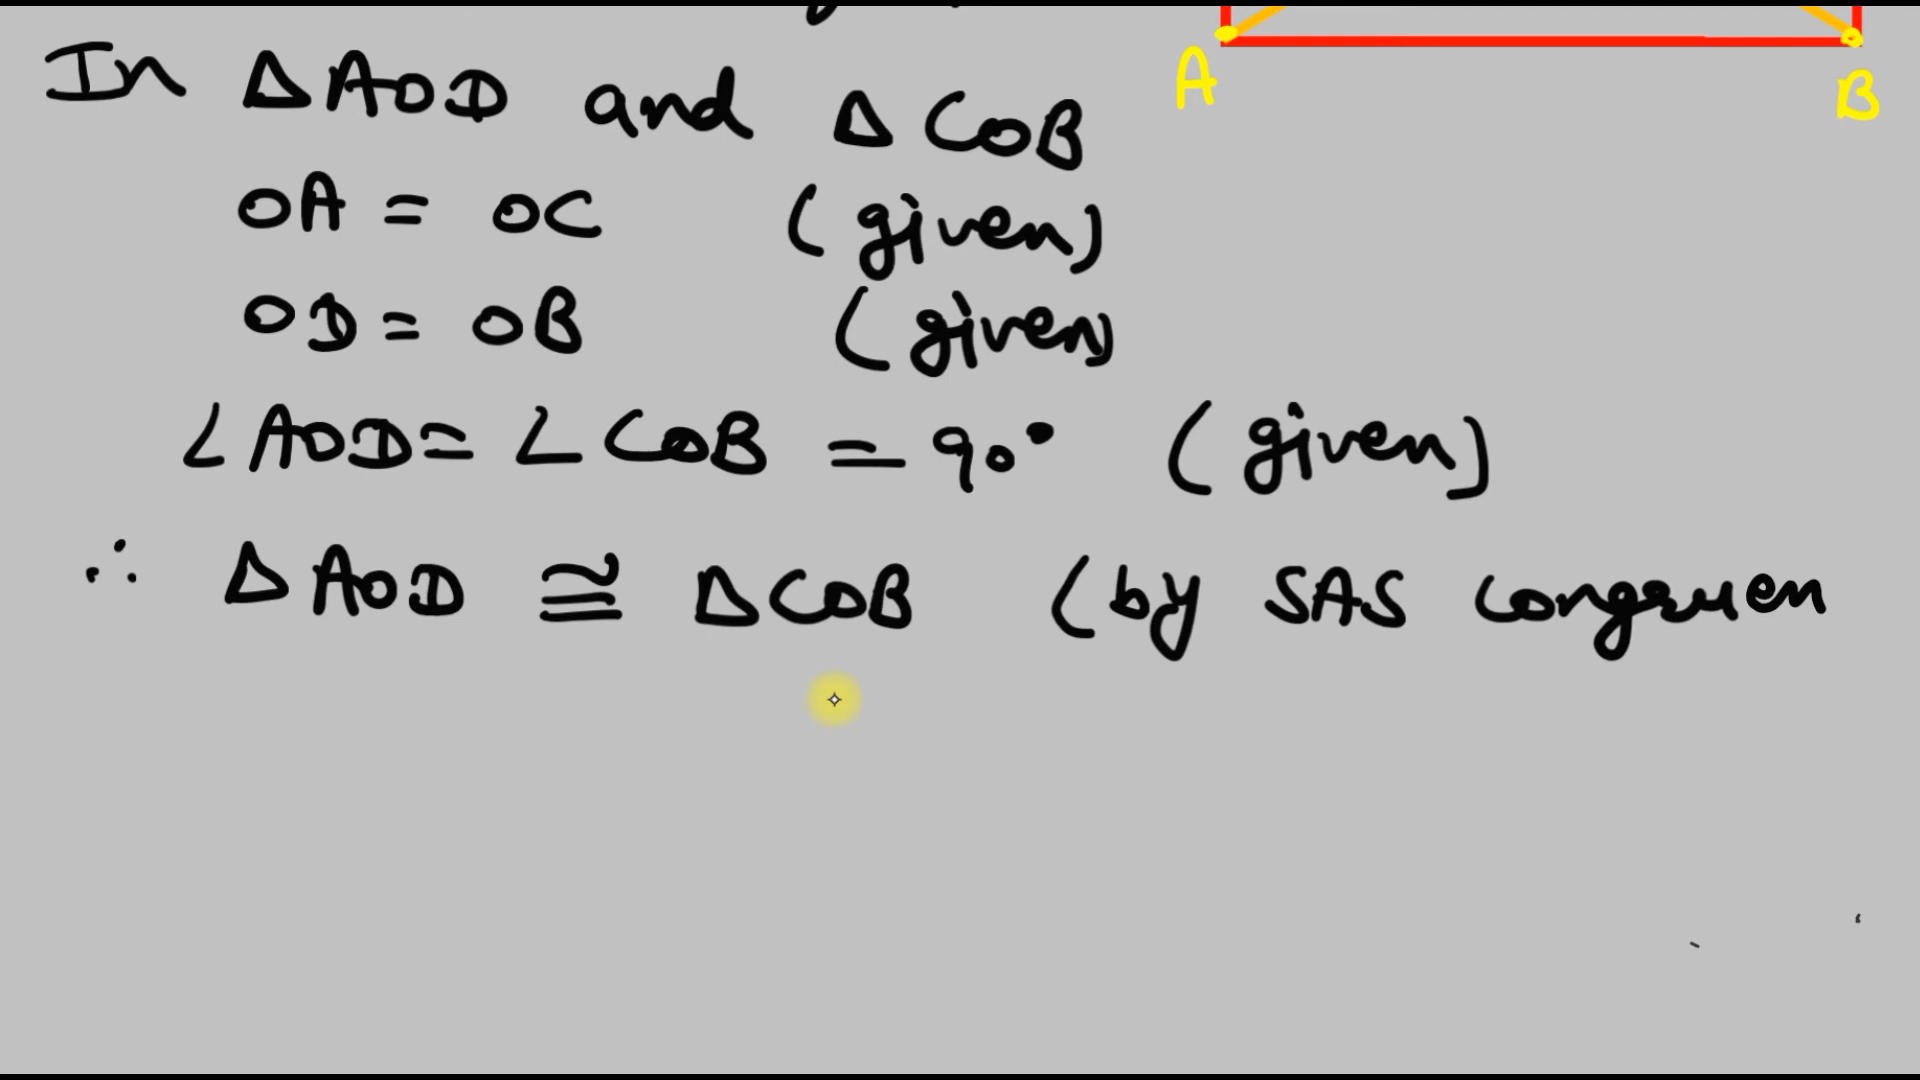 A B
In ΔAOD and ΔCOB
OA = OC (given)
OD = OB (given)
∠AOD = ∠COB = 90° (given)
∴ ΔAOD ≅ ΔCOB (by SAS congruen